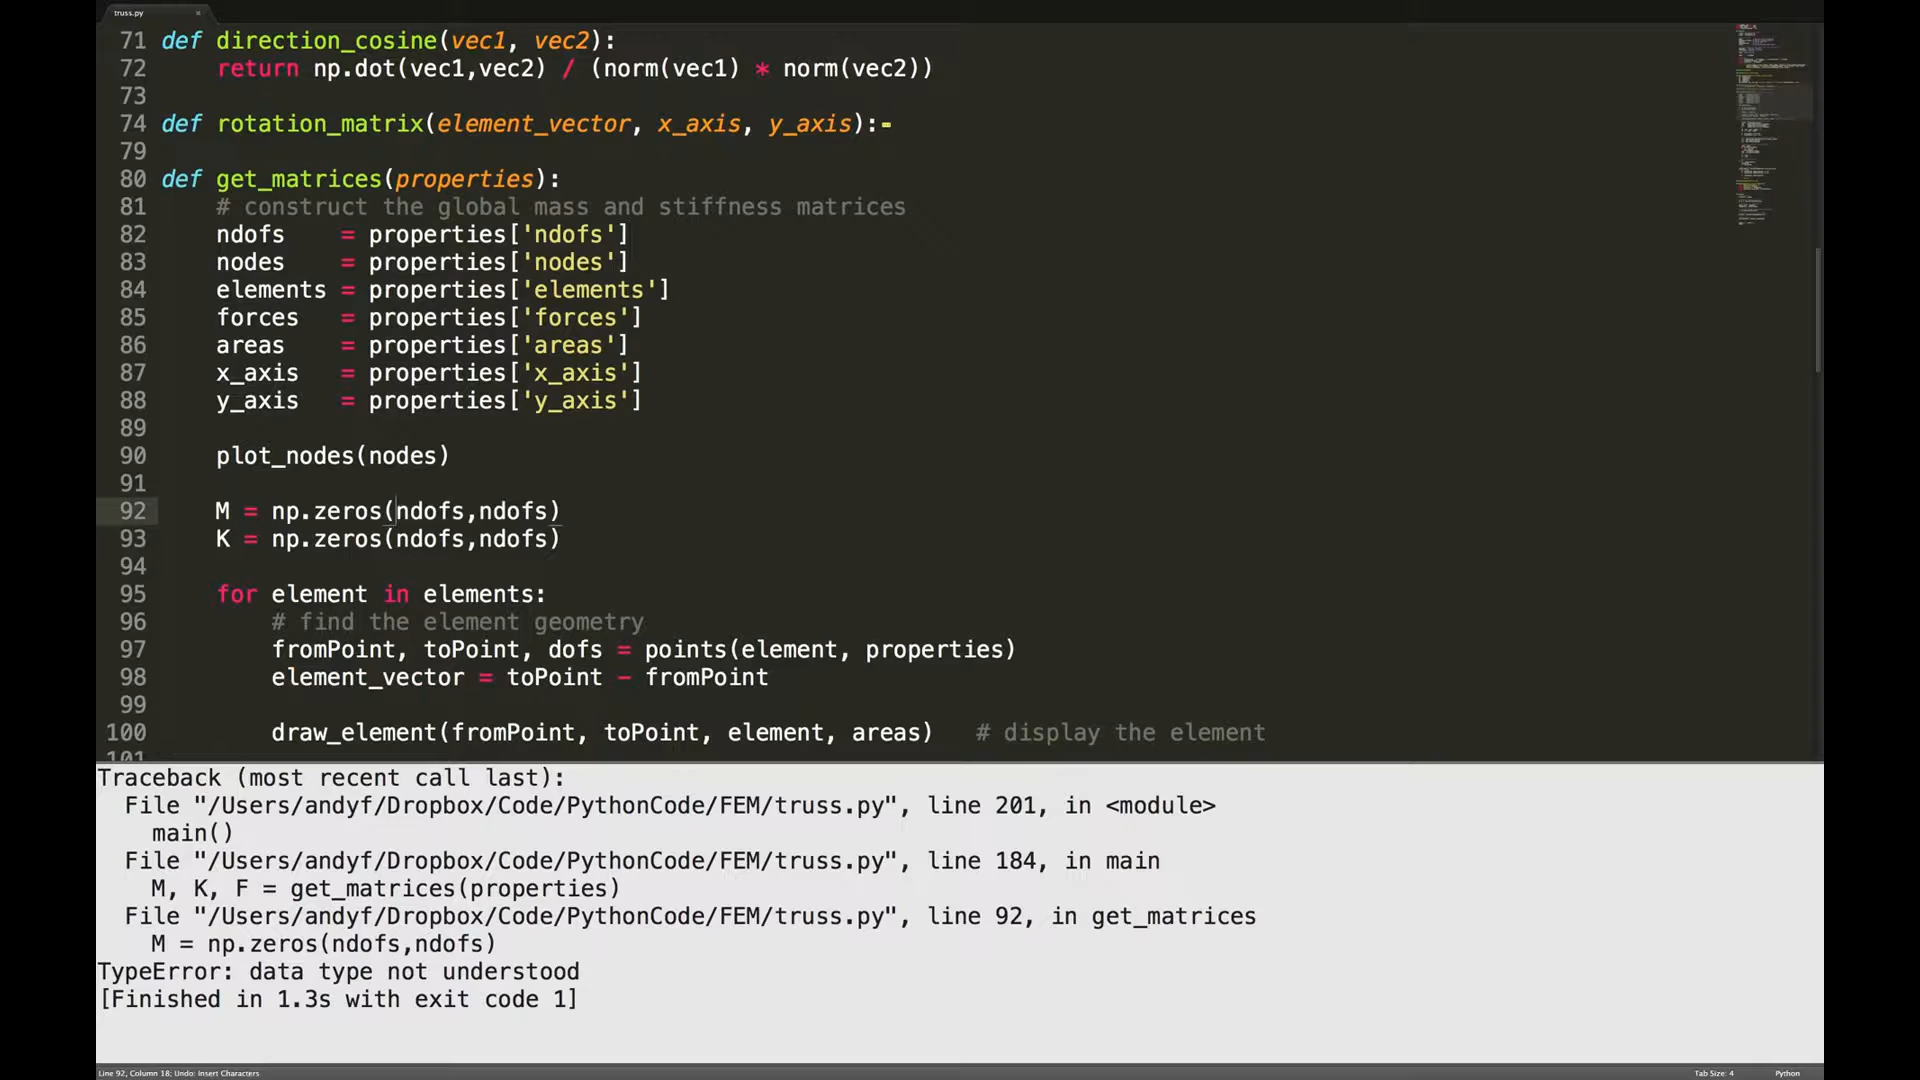 truss.py
71 def direction_cosine(vec1, vec2):
72 return np.dot(vec1,vec2) / (norm(vec1) * norm(vec2))
73
74 def rotation_matrix(element_vector, x_axis, y_axis):
79
80 def get_matrices(properties):
81 # construct the global mass and stiffness matrices
82 ndofs = properties['ndofs']
83 nodes = properties['nodes']
84 elements = properties['elements']
85 forces = properties['forces']
86 areas = properties['areas']
87 x_axis = properties['x_axis']
88 y_axis = properties['y_axis']
89
90 plot_nodes(nodes)
91
92 M = np.zeros(ndofs,ndofs)
93 K = np.zeros(ndofs,ndofs)
94
95 for element in elements:
96 # find the element geometry
97 fromPoint, toPoint, dofs = points(element, properties)
98 element_vector = toPoint - fromPoint
99
100 draw_element(fromPoint, toPoint, element, areas) # display the element
101
Traceback (most recent call last):
File "/Users/andyf/Dropbox/Code/PythonCode/FEM/truss.py", line 201, in <module>
main()
File "/Users/andyf/Dropbox/Code/PythonCode/FEM/truss.py", line 184, in main
M, K, F = get_matrices(properties)
File "/Users/andyf/Dropbox/Code/PythonCode/FEM/truss.py", line 92, in get_matrices
M = np.zeros(ndofs,ndofs)
TypeError: data type not understood
[Finished in 1.3s with exit code 1]
Line 92, Column 18; Undo: Insert Characters
Tab Size: 4
Python